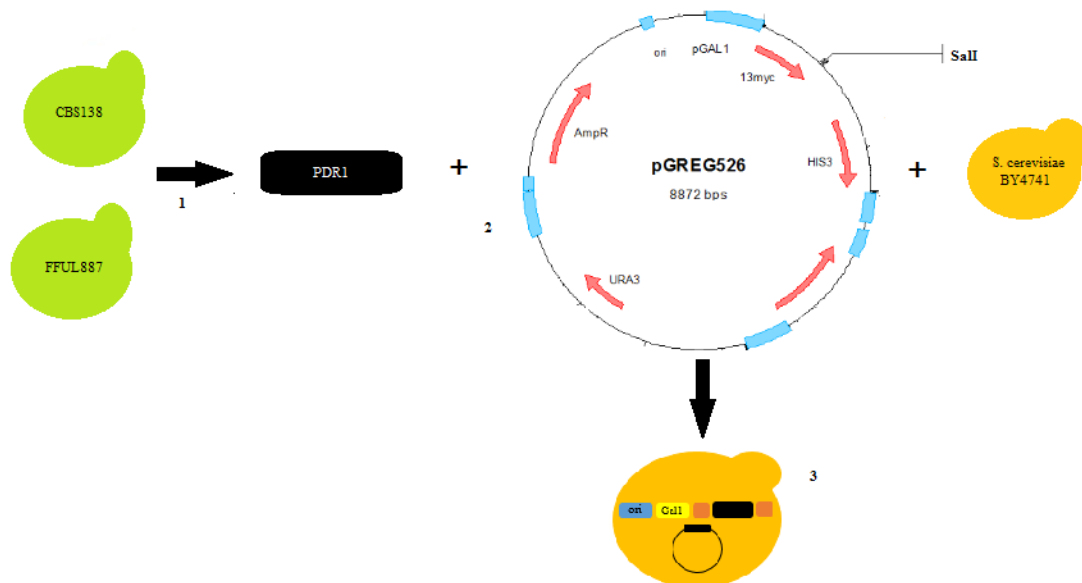 CBS138
FFUL887
1
PDR1
+
2
ori
pGAL1
13myc
SalI
AmpR
HIS3
pGREG526
8872 bps
URA3
+
S. cerevisiae
BY4741
3
ori
Gal1